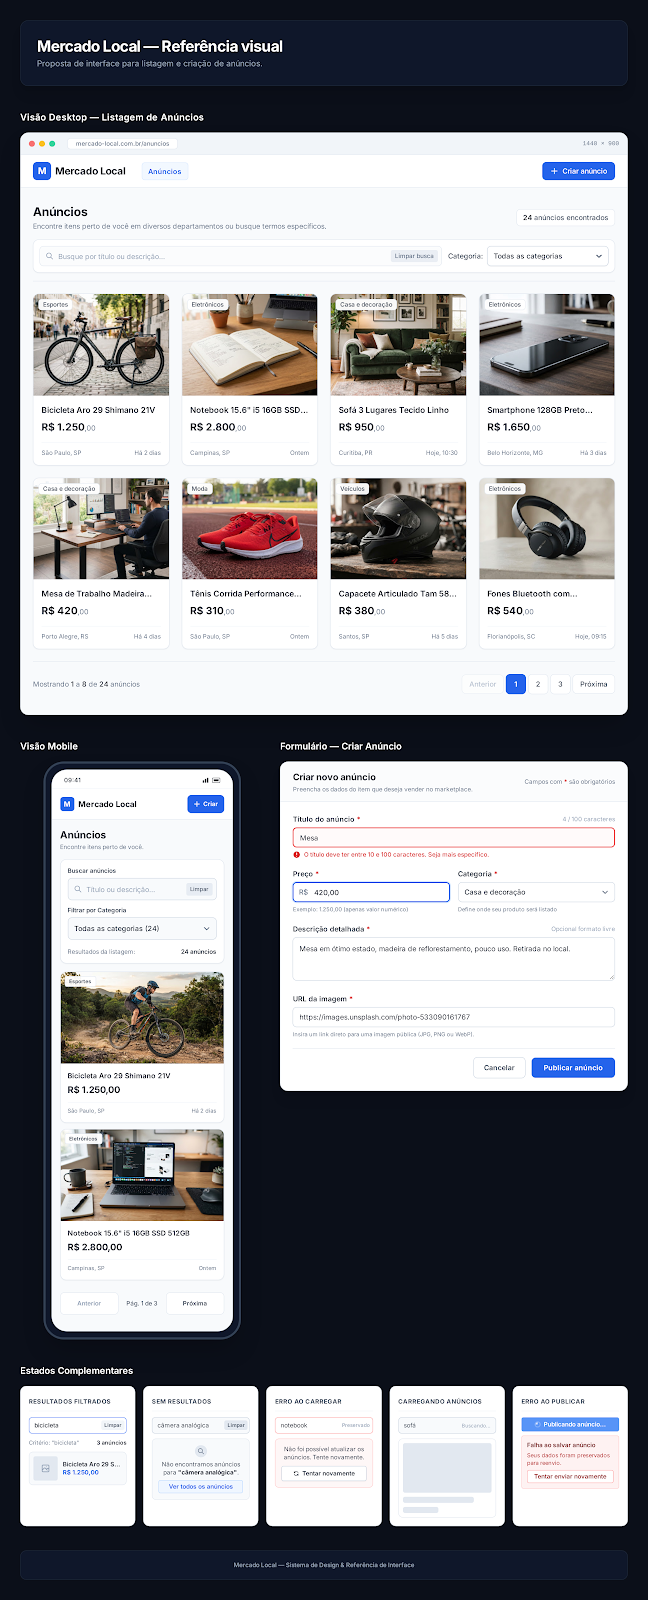 Mercado Local — Referência visual
Proposta de interface para listagem e criação de anúncios.
Visão Desktop — Listagem de Anúncios
mercado-local.com.br/anuncios
1440 × 960
M Mercado Local
Anúncios
+ Criar anúncio
Anúncios
Encontre itens perto de você em diversos departamentos ou busque termos específicos.
24 anúncios encontrados
Busque por título ou descrição...
Limpar busca
Categoria:
Todas as categorias
Esportes
Bicicleta Aro 29 Shimano 21V
R$ 1.250,00
São Paulo, SP
Há 2 dias
Eletrônicos
Notebook 15.6" i5 16GB SSD...
R$ 2.800,00
Campinas, SP
Ontem
Casa e decoração
Sofá 3 Lugares Tecido Linho
R$ 950,00
Curitiba, PR
Hoje, 10:30
Eletrônicos
Smartphone 128GB Preto...
R$ 1.650,00
Belo Horizonte, MG
Há 3 dias
Casa e decoração
Mesa de Trabalho Madeira...
R$ 420,00
Porto Alegre, RS
Há 4 dias
Moda
Tênis Corrida Performance...
R$ 310,00
São Paulo, SP
Ontem
Veículos
Capacete Articulado Tam 58...
R$ 380,00
Santos, SP
Há 5 dias
Eletrônicos
Fones Bluetooth com...
R$ 540,00
Florianópolis, SC
Hoje, 09:15
Mostrando 1 a 8 de 24 anúncios
Anterior
1
2
3
Próxima
Visão Mobile
09:41
M Mercado Local
+ Criar
Anúncios
Encontre itens perto de você.
Buscar anúncios
Título ou descrição...
Limpar
Filtrar por Categoria
Todas as categorias (24)
Resultados da listagem:
24 anúncios
Esportes
Bicicleta Aro 29 Shimano 21V
R$ 1.250,00
São Paulo, SP
Há 2 dias
Eletrônicos
Notebook 15.6" i5 16GB SSD 512GB
R$ 2.800,00
Campinas, SP
Ontem
Anterior
Pág. 1 de 3
Próxima
Formulário — Criar Anúncio
Criar novo anúncio
Preencha os dados do item que deseja vender no marketplace.
Campos com * são obrigatórios
Título do anúncio *
4 / 100 caracteres
Mesa
O título deve ter entre 10 e 100 caracteres. Seja mais específico.
Preço *
R$ 420,00
Exemplo: 1.250,00 (apenas valor numérico)
Categoria *
Casa e decoração
Define onde seu produto será listado
Descrição detalhada *
Opcional formato livre
Mesa em ótimo estado, madeira de reflorestamento, pouco uso. Retirada no local.
URL da imagem *
https://images.unsplash.com/photo-533090161767
Insira um link direto para uma imagem pública (JPG, PNG ou WebP).
Cancelar
Publicar anúncio
Estados Complementares
RESULTADOS FILTRADOS
bicicleta
Limpar
Critério: "bicicleta"
3 anúncios
Bicicleta Aro 29 S...
R$ 1.250,00
SEM RESULTADOS
câmera analógica
Limpar
Não encontramos anúncios
para "câmera analógica".
Ver todos os anúncios
ERRO AO CARREGAR
notebook
Preservado
Não foi possível atualizar os
anúncios. Tente novamente.
Tentar novamente
CARREGANDO ANÚNCIOS
sofá
Buscando...
ERRO AO PUBLICAR
Publicando anúncio...
Falha ao salvar anúncio
Seus dados foram preservados
para reenvio.
Tentar enviar novamente
Mercado Local — Sistema de Design & Referência de Interface